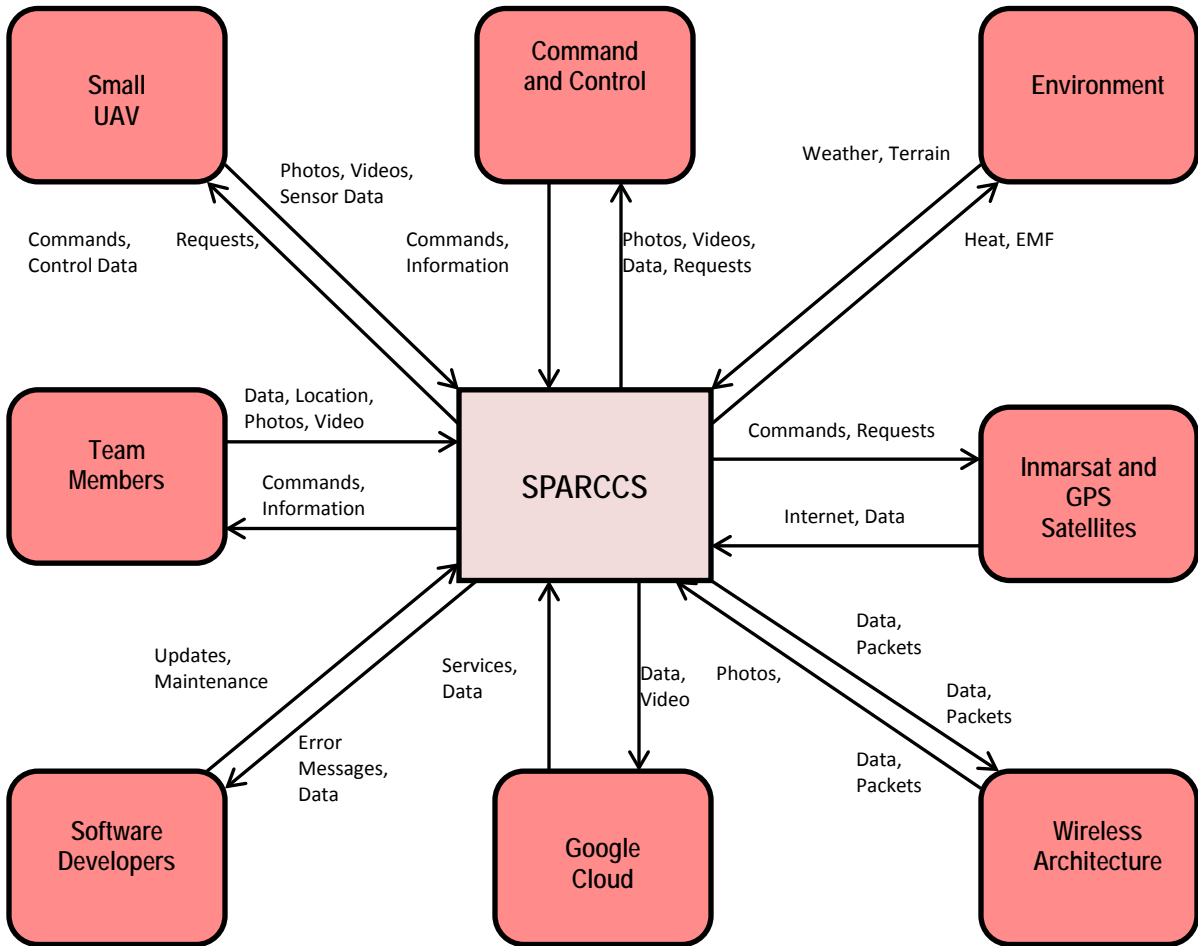 Small
UAV
Command
and Control
Environment
Photos, Videos,
Sensor Data
Weather, Terrain
Commands,
Control Data
Requests,
Commands,
Information
Photos, Videos,
Data, Requests
Heat, EMF
Team
Members
Data, Location,
Photos, Video
Commands,
Information
SPARCCS
Commands, Requests
Internet, Data
Inmarsat and
GPS
Satellites
Updates,
Maintenance
Error
Messages,
Data
Services,
Data
Data,
Video
Photos,
Data,
Packets
Data,
Packets
Data,
Packets
Software
Developers
Google
Cloud
Wireless
Architecture